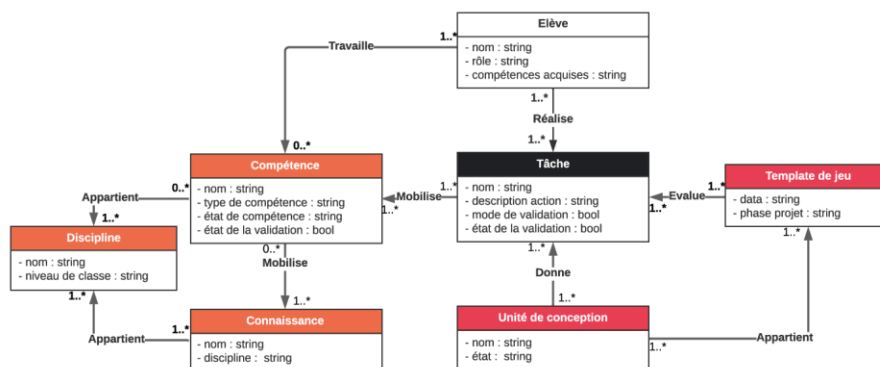 Elève
- nom : string
- rôle : string
- compétences acquises : string
1..*
Travaille
0..*
1..*
Réalise
1..*
Compétence
- nom : string
- type de compétence : string
- état de compétence : string
- état de la validation : bool
Tâche
- nom : string
- description action : string
- mode de validation : bool
- état de la validation : bool
Template de jeu
- data : string
- phase projet : string
1..*
Mobilise
1..*
1..*
Evalue
1..*
0..*
Appartient
1..*
Discipline
- nom : string
- niveau de classe : string
0..*
Mobilise
1..*
1..*
Donne
1..*
1..*
Appartient
1..*
1..*
Appartient
1..*
Connaissance
- nom : string
- discipline : string
Unité de conception
- nom : string
- état : string